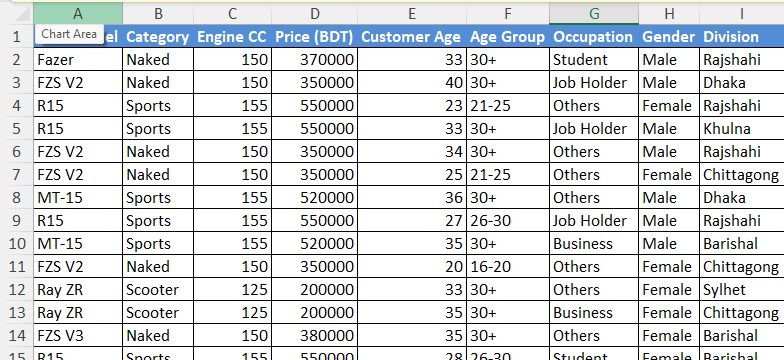 A B C D E F G H I
1 Chart Area el Category Engine CC Price (BDT) Customer Age Age Group Occupation Gender Division
2 Fazer Naked 150 370000 33 30+ Student Male Rajshahi
3 FZS V2 Naked 150 350000 40 30+ Job Holder Male Dhaka
4 R15 Sports 155 550000 23 21-25 Others Female Rajshahi
5 R15 Sports 155 550000 33 30+ Job Holder Male Khulna
6 FZS V2 Naked 150 350000 34 30+ Others Male Rajshahi
7 FZS V2 Naked 150 350000 25 21-25 Others Female Chittagong
8 MT-15 Sports 155 520000 36 30+ Others Male Dhaka
9 R15 Sports 155 550000 27 26-30 Job Holder Male Rajshahi
10 MT-15 Sports 155 520000 35 30+ Business Male Barishal
11 FZS V2 Naked 150 350000 20 16-20 Others Female Chittagong
12 Ray ZR Scooter 125 200000 33 30+ Others Female Sylhet
13 Ray ZR Scooter 125 200000 35 30+ Business Female Chittagong
14 FZS V3 Naked 150 380000 35 30+ Others Female Barishal
15 R15 Sports 155 550000 28 26-30 Student Female Barishal